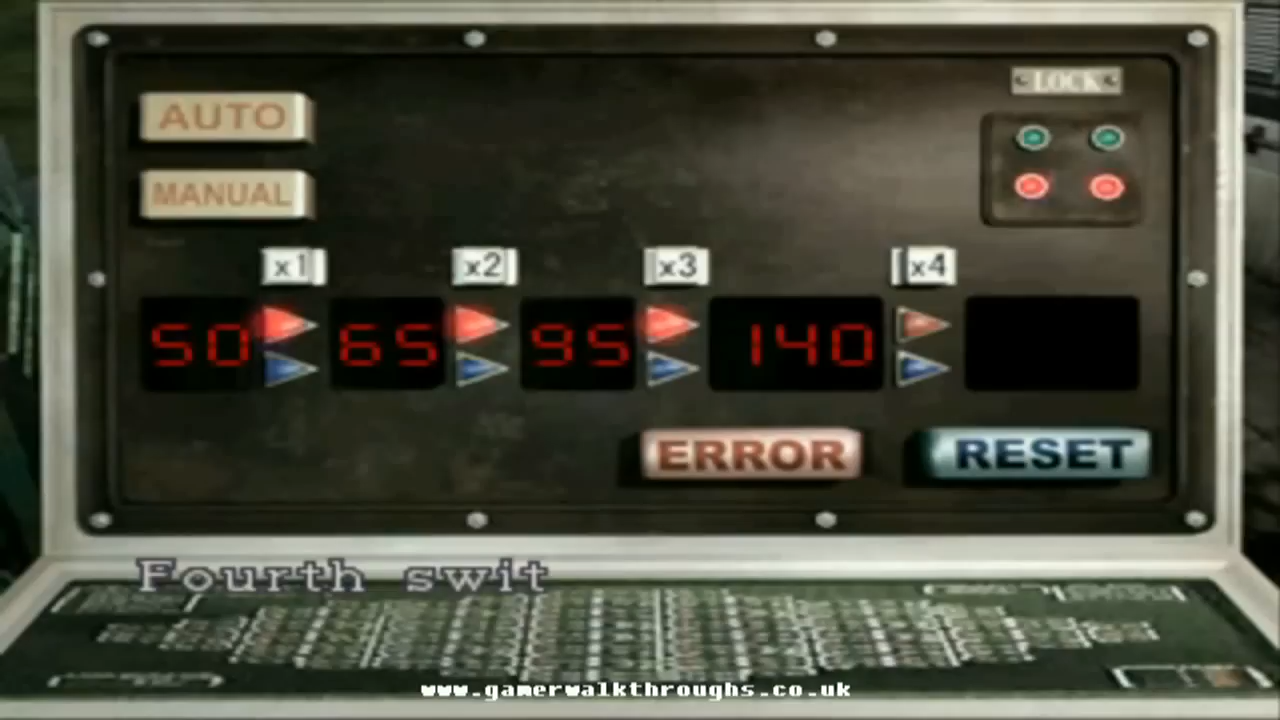 LOCK
AUTO
MANUAL
x1 x2 x3 x4
50 65 95 140
ERROR RESET
Fourth swit
www.gamerwalkthroughs.co.uk